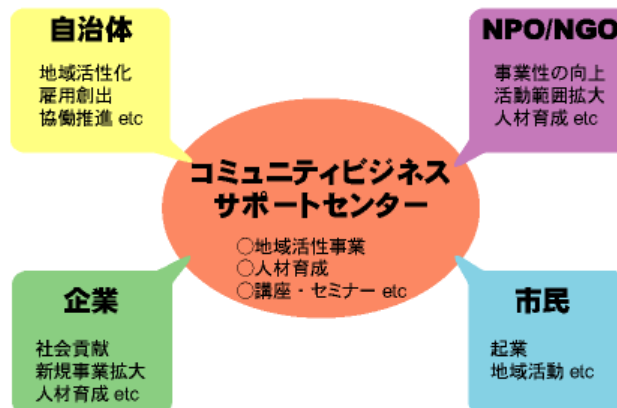 自治体
地域活性化
雇用創出
協働推進 etc
NPO/NGO
事業性の向上
活動範囲拡大
人材育成 etc
コミュニティビジネス
サポートセンター
○地域活性事業
○人材育成
○講座・セミナー etc
企業
社会貢献
新規事業拡大
人材育成 etc
市民
起業
地域活動 etc